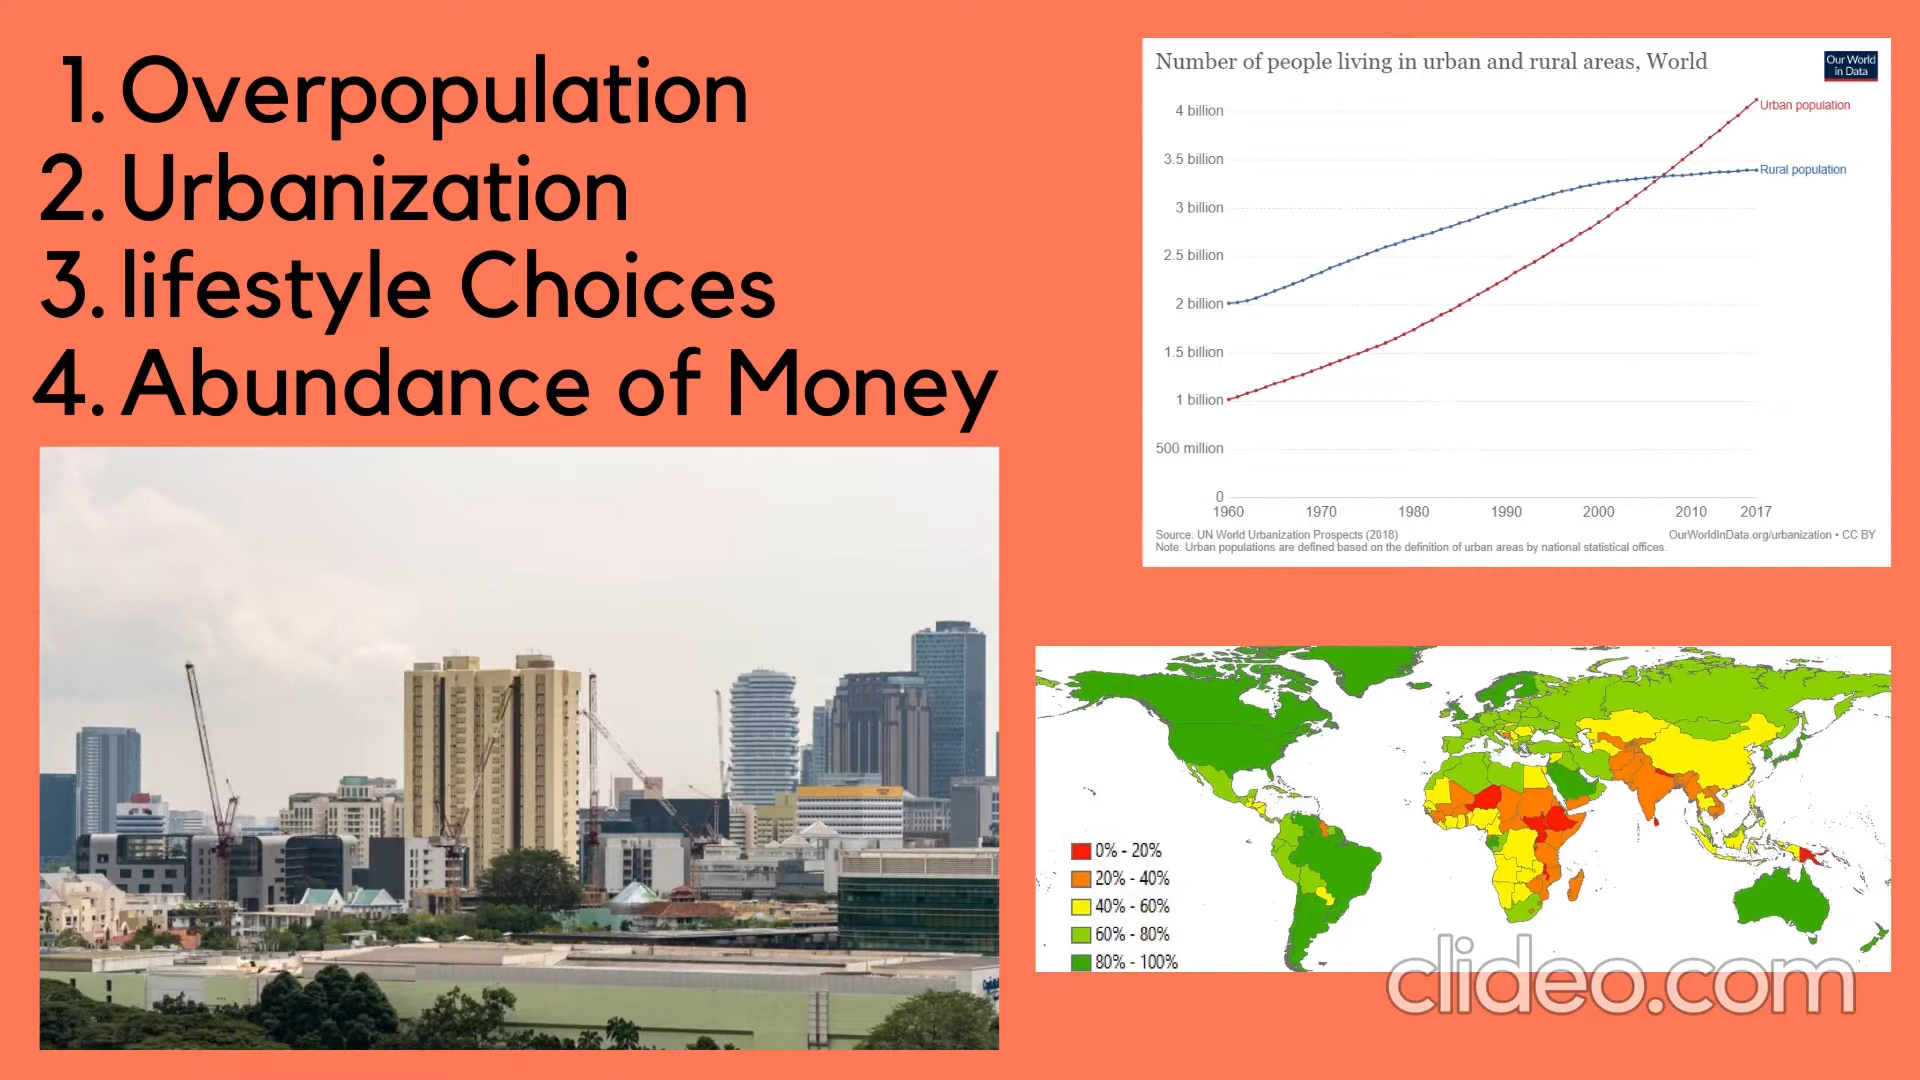 1. Overpopulation
2. Urbanization
3. lifestyle Choices
4. Abundance of Money
Number of people living in urban and rural areas, World
Our World
in Data
4 billion
3.5 billion
3 billion
2.5 billion
2 billion
1.5 billion
1 billion
500 million
0
Urban population
Rural population
1960 1970 1980 1990 2000 2010 2017
Source: UN World Urbanization Prospects (2018)
OurWorldInData.org/urbanization • CC BY
Note: Urban populations are defined based on the definition of urban areas by national statistical offices.
0% - 20%
20% - 40%
40% - 60%
60% - 80%
80% - 100%
clideo.com